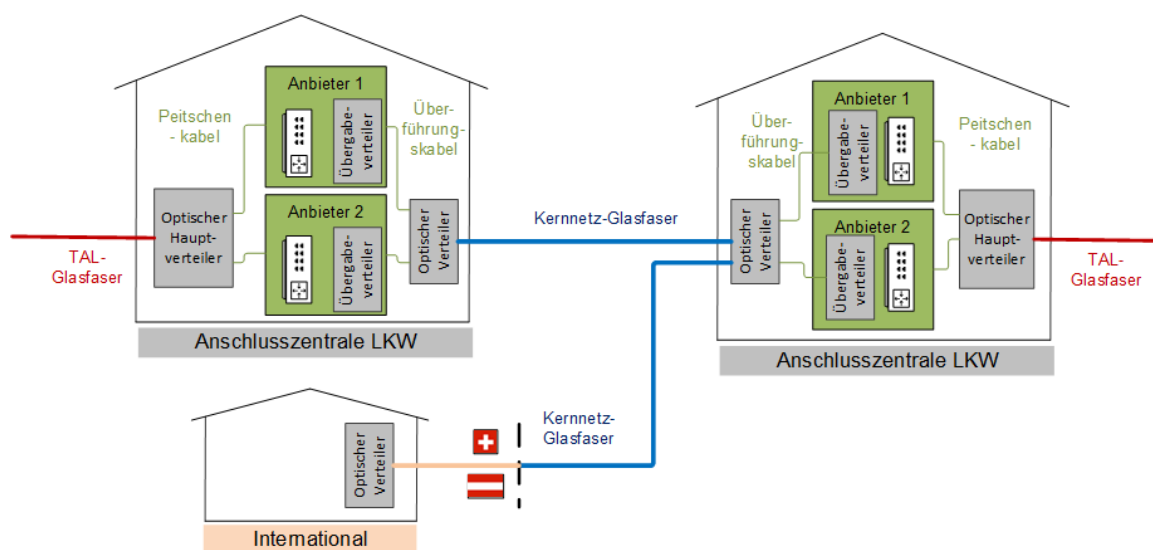 Anbieter 1
Peitschen
- kabel
Übergabe-
verteiler
Über-
führung-
skabel
Optischer
Haupt-
verteiler
Anbieter 2
Übergabe-
verteiler
Optischer
Verteiler
TAL-
Glasfaser
Anschlusszentrale LKW
Kernnetz-Glasfaser
Anbieter 1
Über-
führung-
skabel
Übergabe-
verteiler
Peitschen
- kabel
Optischer
Verteiler
Anbieter 2
Übergabe-
verteiler
Optischer
Haupt-
verteiler
TAL-
Glasfaser
Anschlusszentrale LKW
Kernnetz-
Glasfaser
Optischer
Verteiler
International